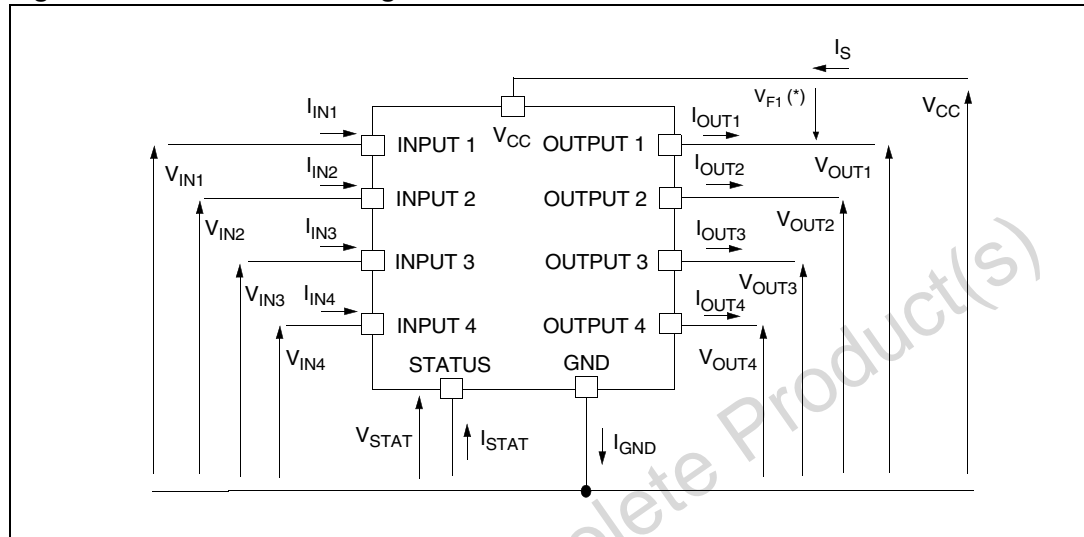 I_S
V_F1 (*)
V_CC
V_CC
I_IN1
INPUT 1
OUTPUT 1
I_OUT1
V_IN1
V_OUT1
I_IN2
INPUT 2
OUTPUT 2
I_OUT2
V_IN2
V_OUT2
I_IN3
INPUT 3
OUTPUT 3
I_OUT3
V_IN3
V_OUT3
I_IN4
INPUT 4
OUTPUT 4
I_OUT4
V_IN4
V_OUT4
STATUS
GND
V_STAT
I_STAT
I_GND
olete Product(s)